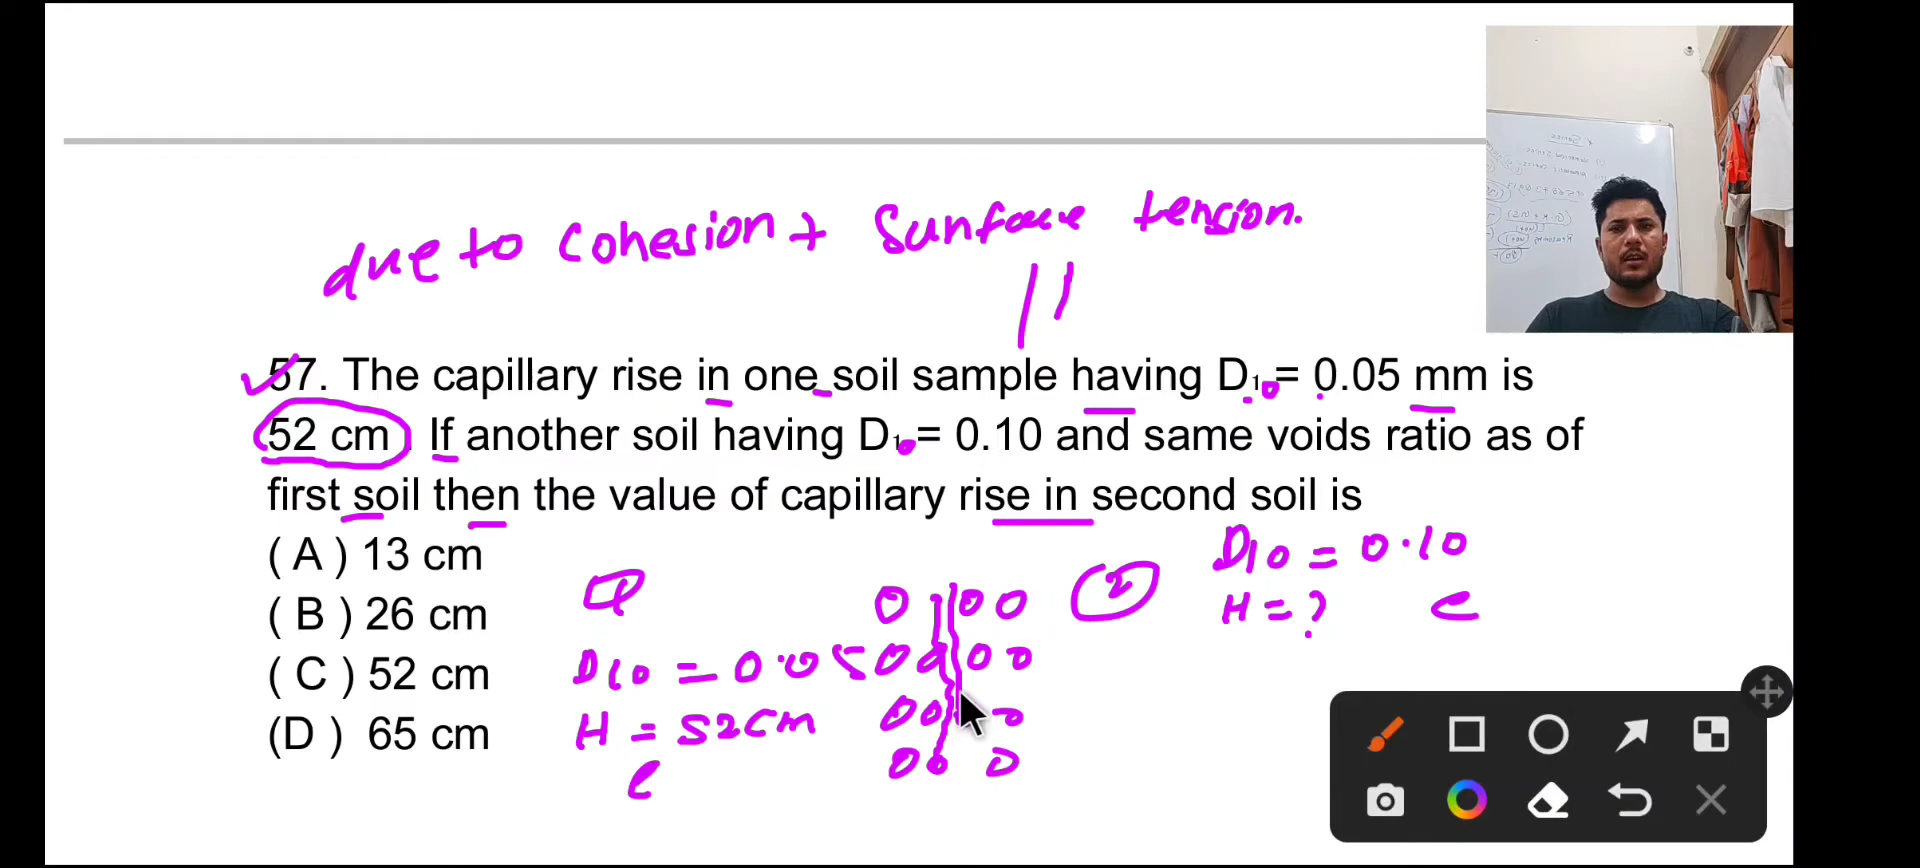 due to cohesion + Sunface tension.
57. The capillary rise in one soil sample having D₁₀= 0.05 mm is
52 cm . If another soil having D₁₀= 0.10 and same voids ratio as of
first soil then the value of capillary rise in second soil is
( A ) 13 cm
( B ) 26 cm
( C ) 52 cm
(D ) 65 cm
1
D10 = 0.05
H = 52cm
e
2
D10 = 0.10
H = ? e